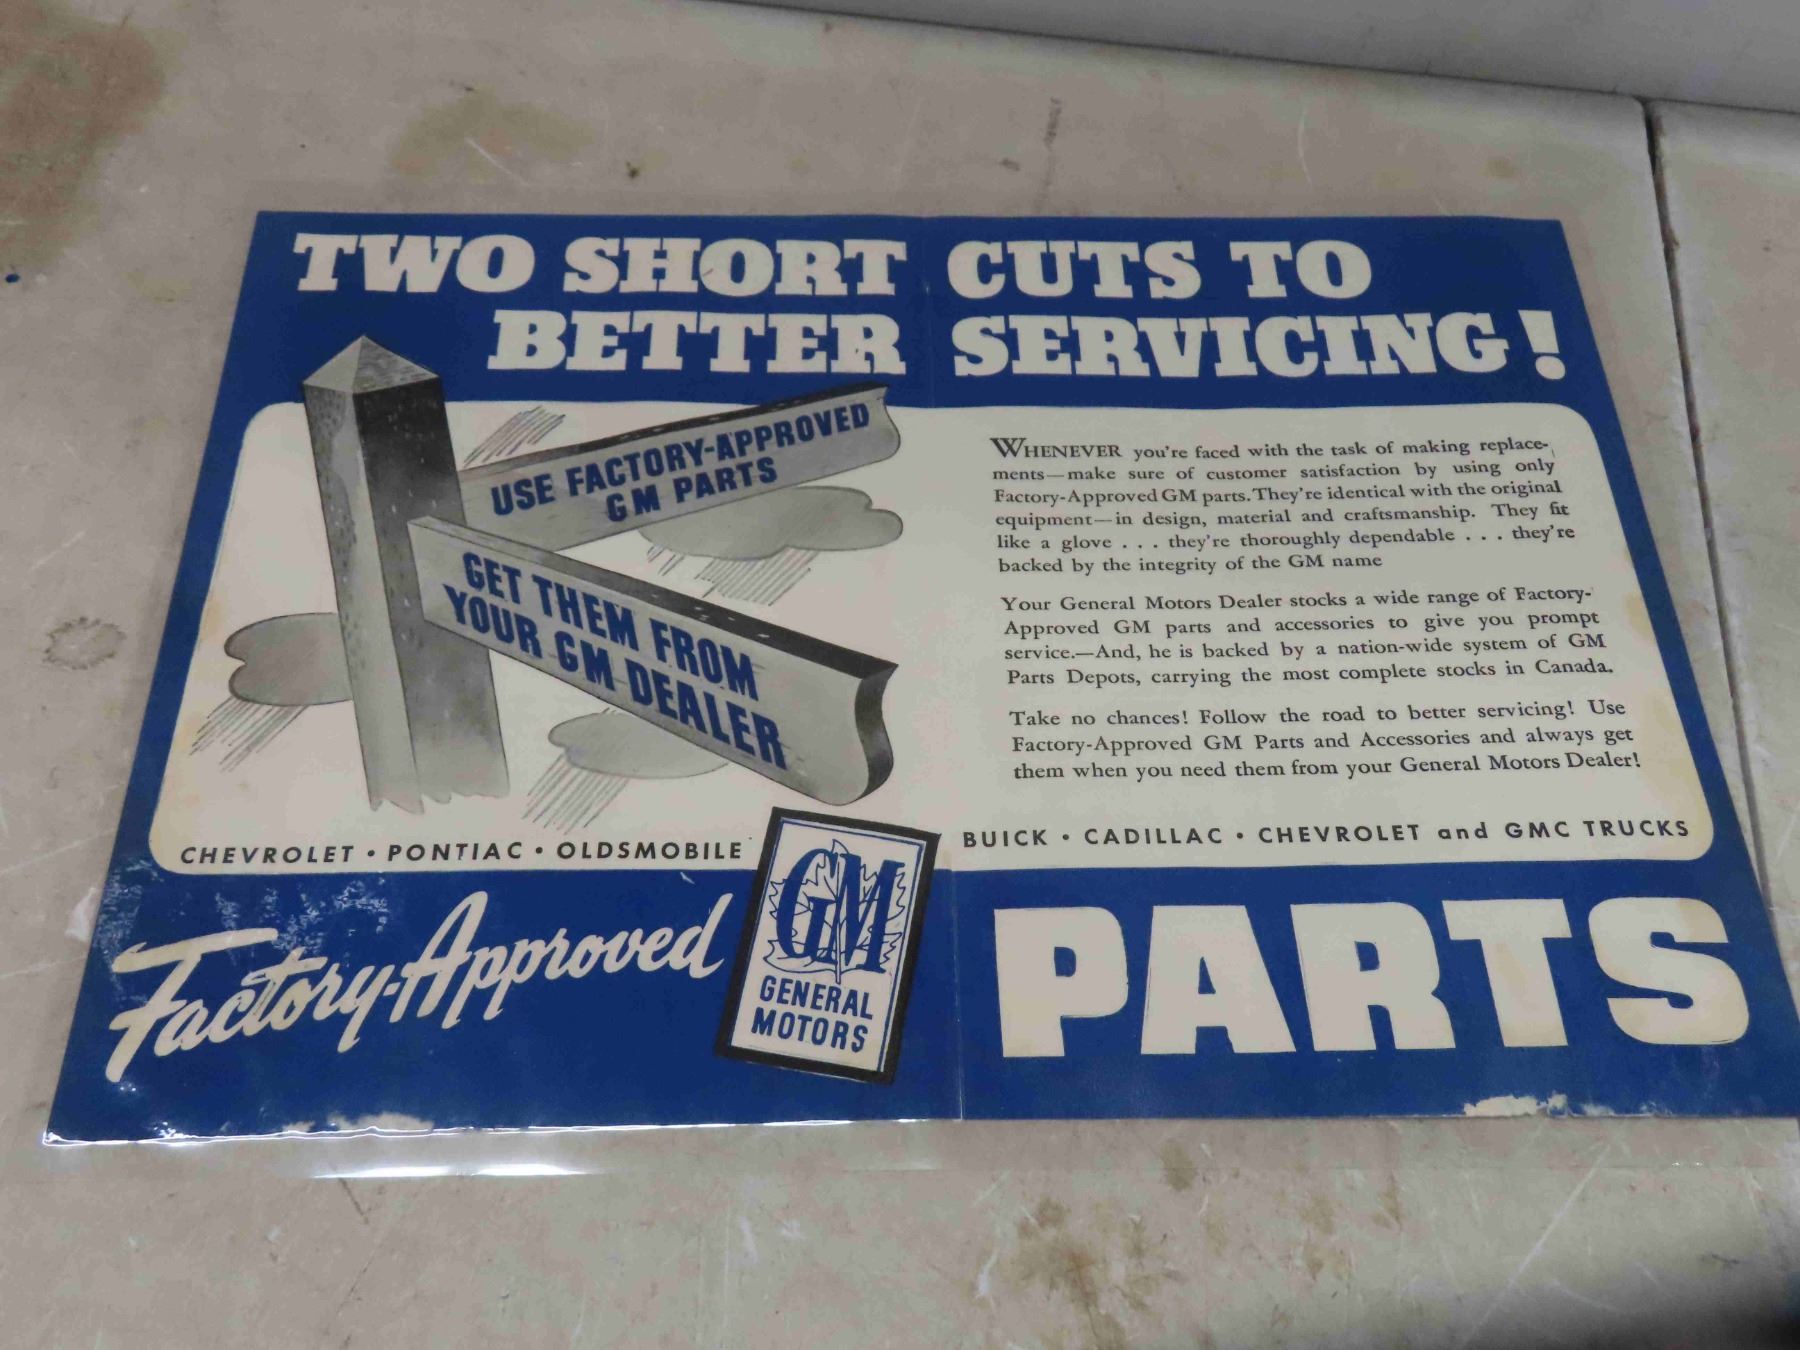 TWO SHORT CUTS TO
BETTER SERVICING!
USE FACTORY-APPROVED
GM PARTS
GET THEM FROM
YOUR GM DEALER
WHENEVER you're faced with the task of making replace-
ments—make sure of customer satisfaction by using only
Factory-Approved GM parts. They're identical with the original
equipment—in design, material and craftsmanship. They fit
like a glove . . . they're thoroughly dependable . . . they're
backed by the integrity of the GM name
Your General Motors Dealer stocks a wide range of Factory-
Approved GM parts and accessories to give you prompt
service.—And, he is backed by a nation-wide system of GM
Parts Depots, carrying the most complete stocks in Canada.
Take no chances! Follow the road to better servicing! Use
Factory-Approved GM Parts and Accessories and always get
them when you need them from your General Motors Dealer!
CHEVROLET • PONTIAC • OLDSMOBILE
BUICK • CADILLAC • CHEVROLET and GMC TRUCKS
Factory-Approved
GM
GENERAL
MOTORS
PARTS